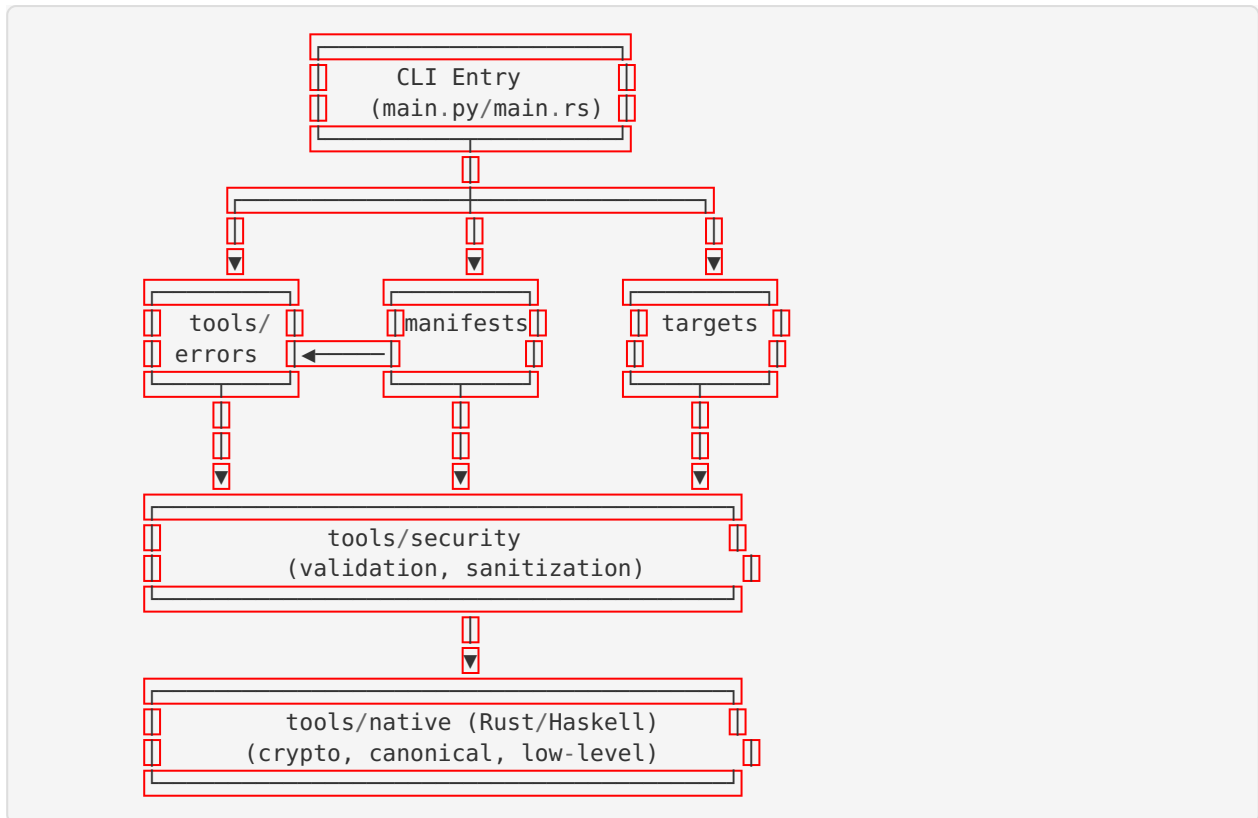 CLI Entry
(main.py/main.rs)
tools/ manifests targets
errors
tools/security
(validation, sanitization)
tools/native (Rust/Haskell)
(crypto, canonical, low-level)